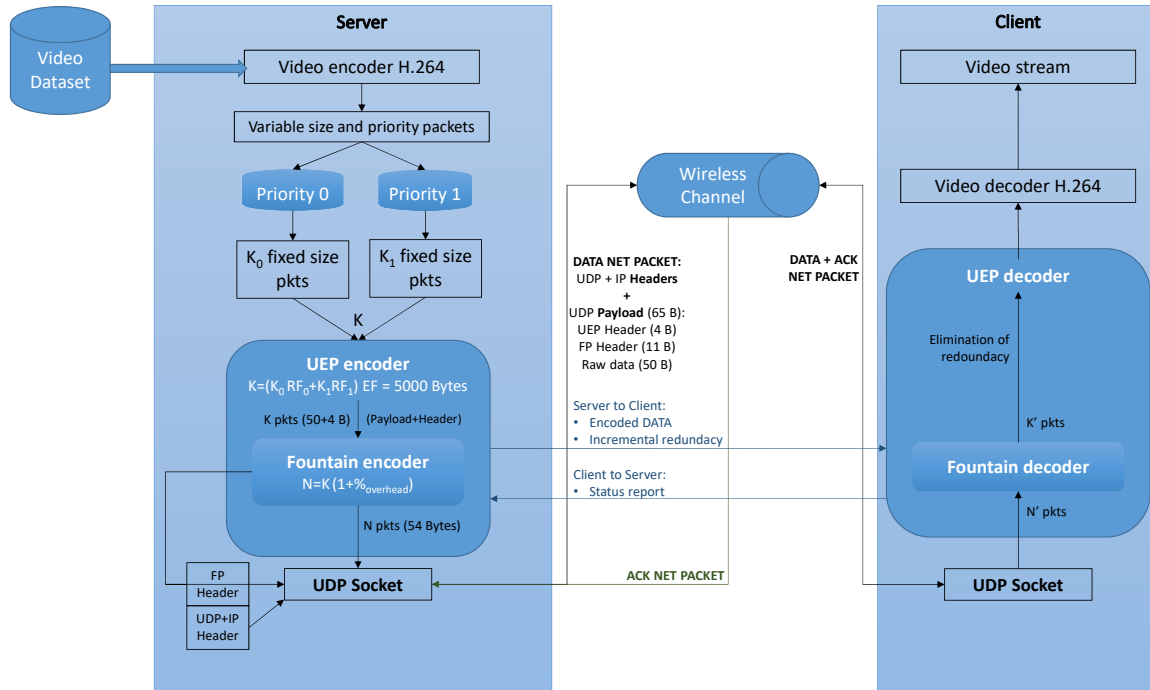 Server
Client
Video
Dataset
Video encoder H.264
Variable size and priority packets
Priority 0
Priority 1
K0 fixed size
pkts
K1 fixed size
pkts
K
UEP encoder
K=(K0 RF0+K1RF1) EF = 5000 Bytes
K pkts (50+4 B)
(Payload+Header)
Fountain encoder
N=K (1+%overhead)
N pkts (54 Bytes)
FP
Header
UDP+IP
Header
UDP Socket
Wireless
Channel
DATA NET PACKET:
UDP + IP Headers
+
UDP Payload (65 B):
UEP Header (4 B)
FP Header (11 B)
Raw data (50 B)
DATA + ACK
NET PACKET
Server to Client:
• Encoded DATA
• Incremental redundancy
Client to Server:
• Status report
ACK NET PACKET
Video stream
Video decoder H.264
UEP decoder
Elimination of
redoundacy
K' pkts
Fountain decoder
N' pkts
UDP Socket